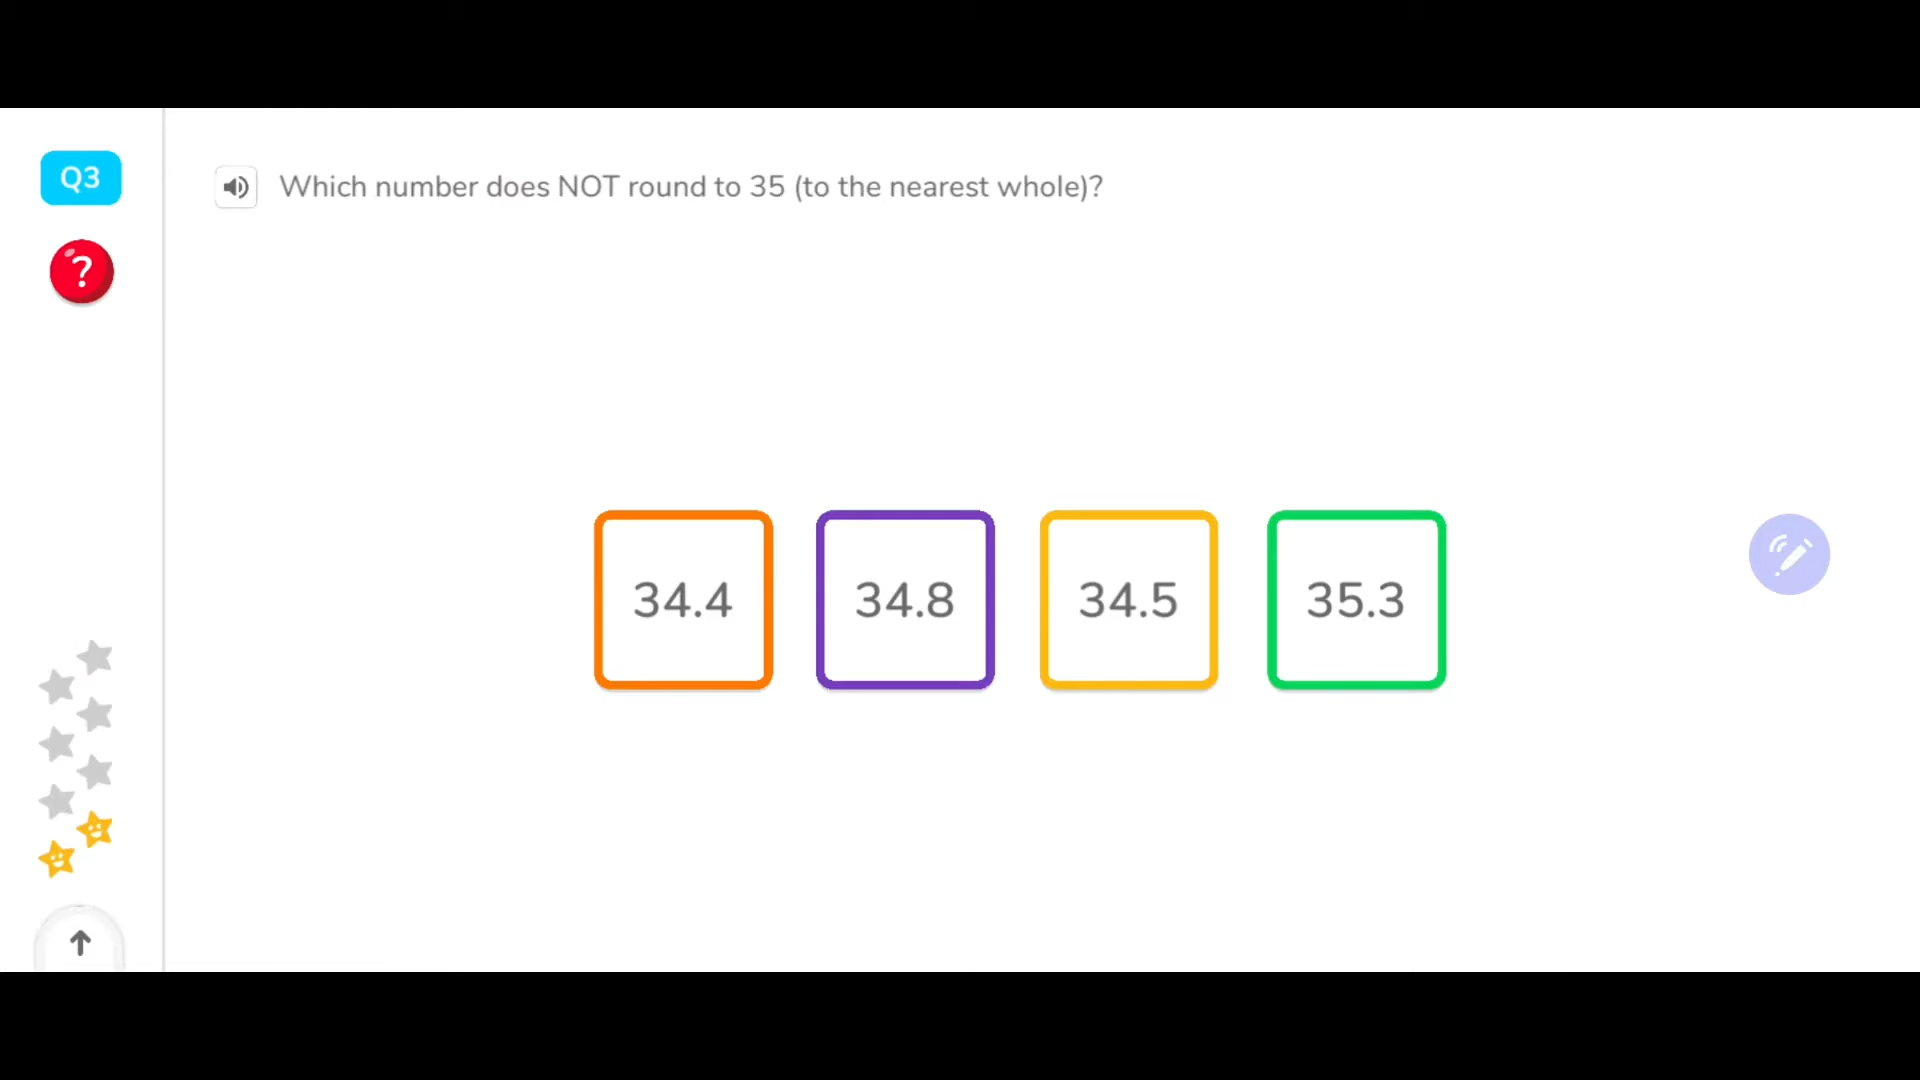 Q3
Which number does NOT round to 35 (to the nearest whole)?
?
34.4
34.8
34.5
35.3